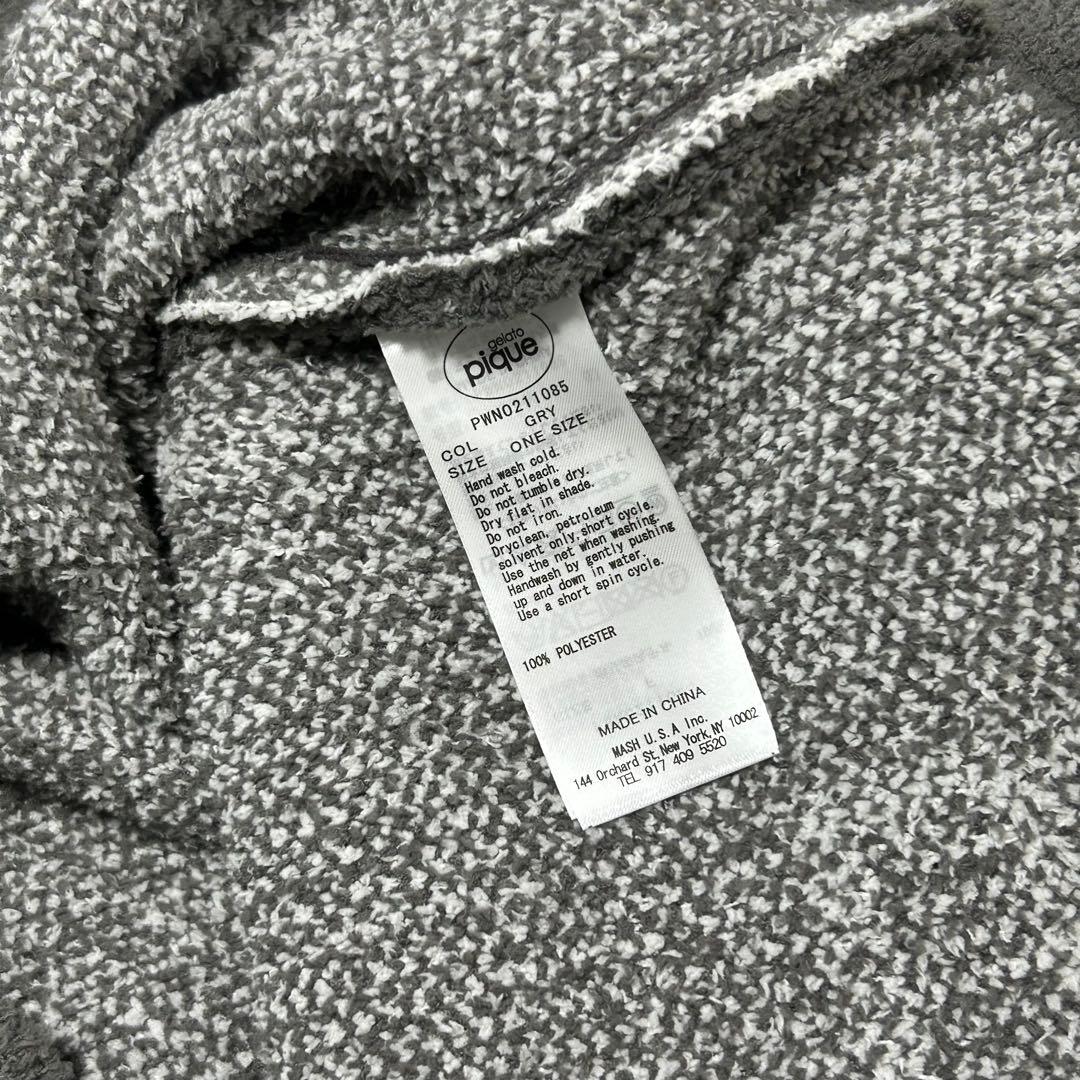 gelato
pique
PWNO211085
COL GRY
SIZE ONE SIZE
Hand wash cold.
Do not bleach.
Do not tumble dry.
Dry flat in shade.
Do not iron.
Dryclean, petroleum
solvent only,short cycle.
Use the net when washing.
Handwash by gently pushing
up and down in water.
Use a short spin cycle.
100% POLYESTER
MADE IN CHINA
MASH U.S.A Inc.
144 Orchard St,New York,NY 10002
TEL 917 409 5520